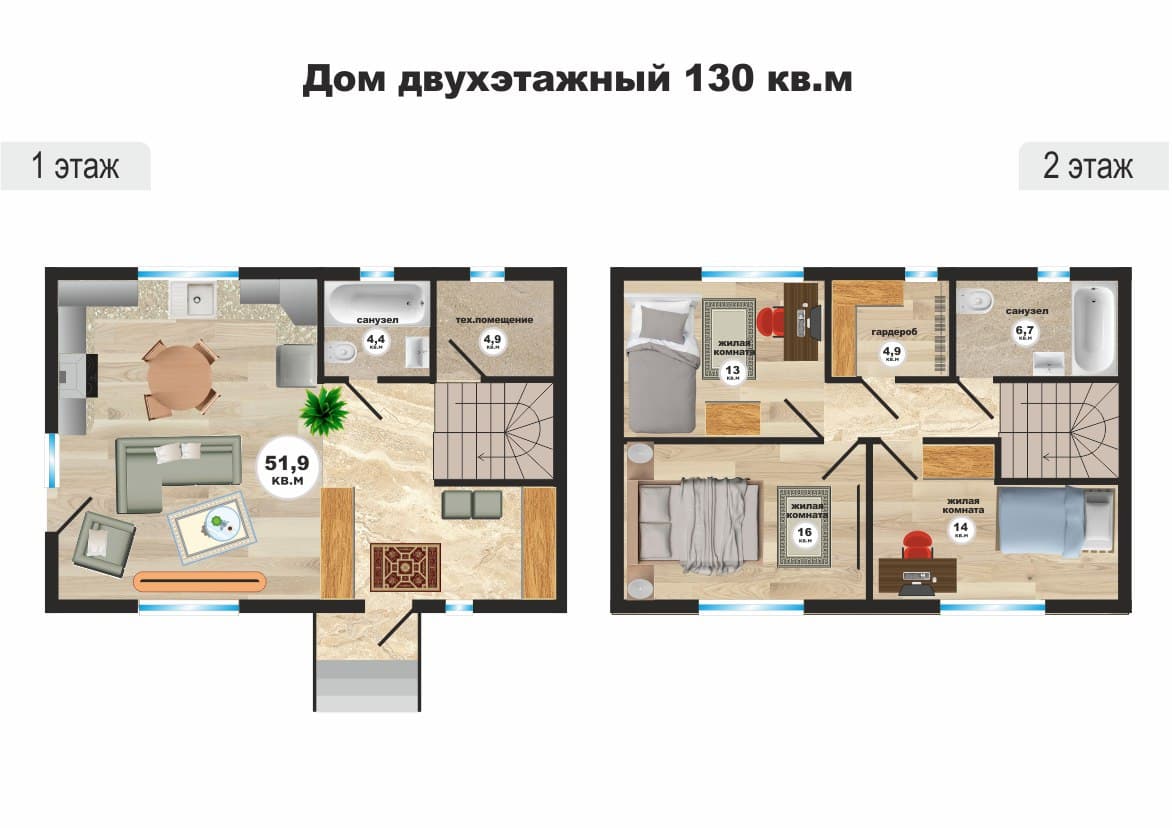 Дом двухэтажный 130 кв.м
1 этаж
2 этаж
санузел
4,4
кв.м
тех.помещение
4,9
кв.м
51,9
кв.м
жилая
комната
13
кв.м
гардероб
4,9
кв.м
санузел
6,7
кв.м
жилая
комната
16
кв.м
жилая
комната
14
кв.м